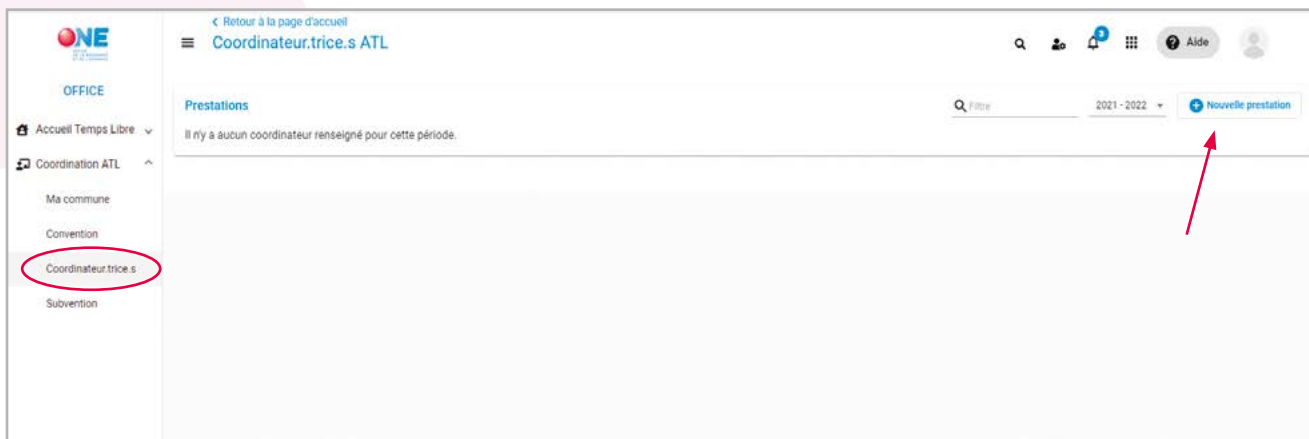 ONE
OFFICE
Accueil Temps Libre
Coordination ATL
Ma commune
Convention
Coordinateur.trice.s
Subvention
Retour à la page d'accueil
Coordinateur.trice.s ATL
3
Aide
Prestations
Filtre
2021 - 2022
Nouvelle prestation
Il n'y a aucun coordinateur renseigné pour cette période.